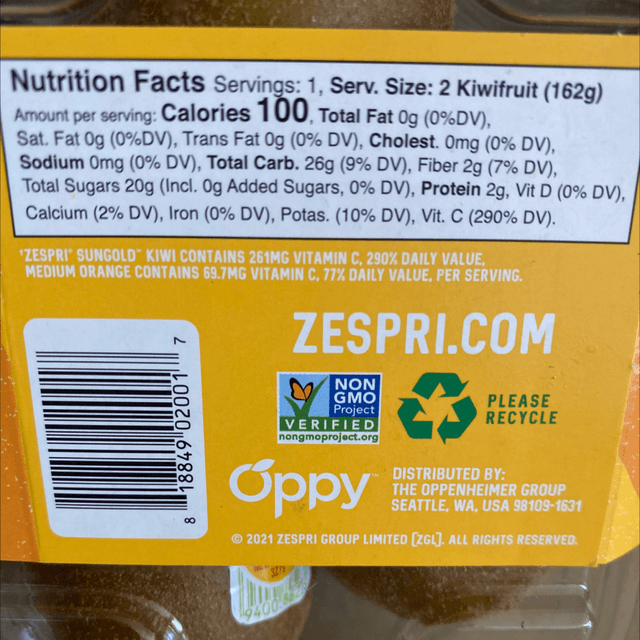 Nutrition Facts Servings: 1, Serv. Size: 2 Kiwifruit (162g)
Amount per serving: Calories 100, Total Fat 0g (0%DV),
Sat. Fat 0g (0%DV), Trans Fat 0g (0% DV), Cholest. 0mg (0% DV),
Sodium 0mg (0% DV), Total Carb. 26g (9% DV), Fiber 2g (7% DV),
Total Sugars 20g (Incl. 0g Added Sugars, 0% DV), Protein 2g, Vit D (0% DV),
Calcium (2% DV), Iron (0% DV), Potas. (10% DV), Vit. C (290% DV).
*ZESPRI® SUNGOLD™ KIWI CONTAINS 261MG VITAMIN C, 290% DAILY VALUE,
MEDIUM ORANGE CONTAINS 69.7MG VITAMIN C, 77% DAILY VALUE, PER SERVING.
ZESPRI.COM
8 18849 02001 7
NON
GMO
Project
VERIFIED
nongmoproject.org
PLEASE
RECYCLE
Oppy™
DISTRIBUTED BY:
THE OPPENHEIMER GROUP
SEATTLE, WA, USA 98109-1631
© 2021 ZESPRI GROUP LIMITED [ZGL]. ALL RIGHTS RESERVED.